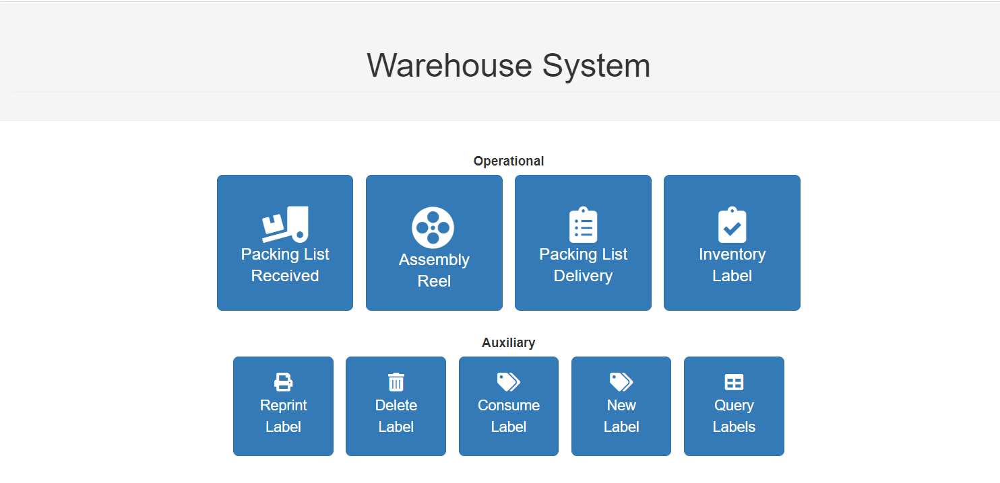 Warehouse System
Operational
Packing List
Received
Assembly
Reel
Packing List
Delivery
Inventory
Label
Auxiliary
Reprint
Label
Delete
Label
Consume
Label
New
Label
Query
Labels